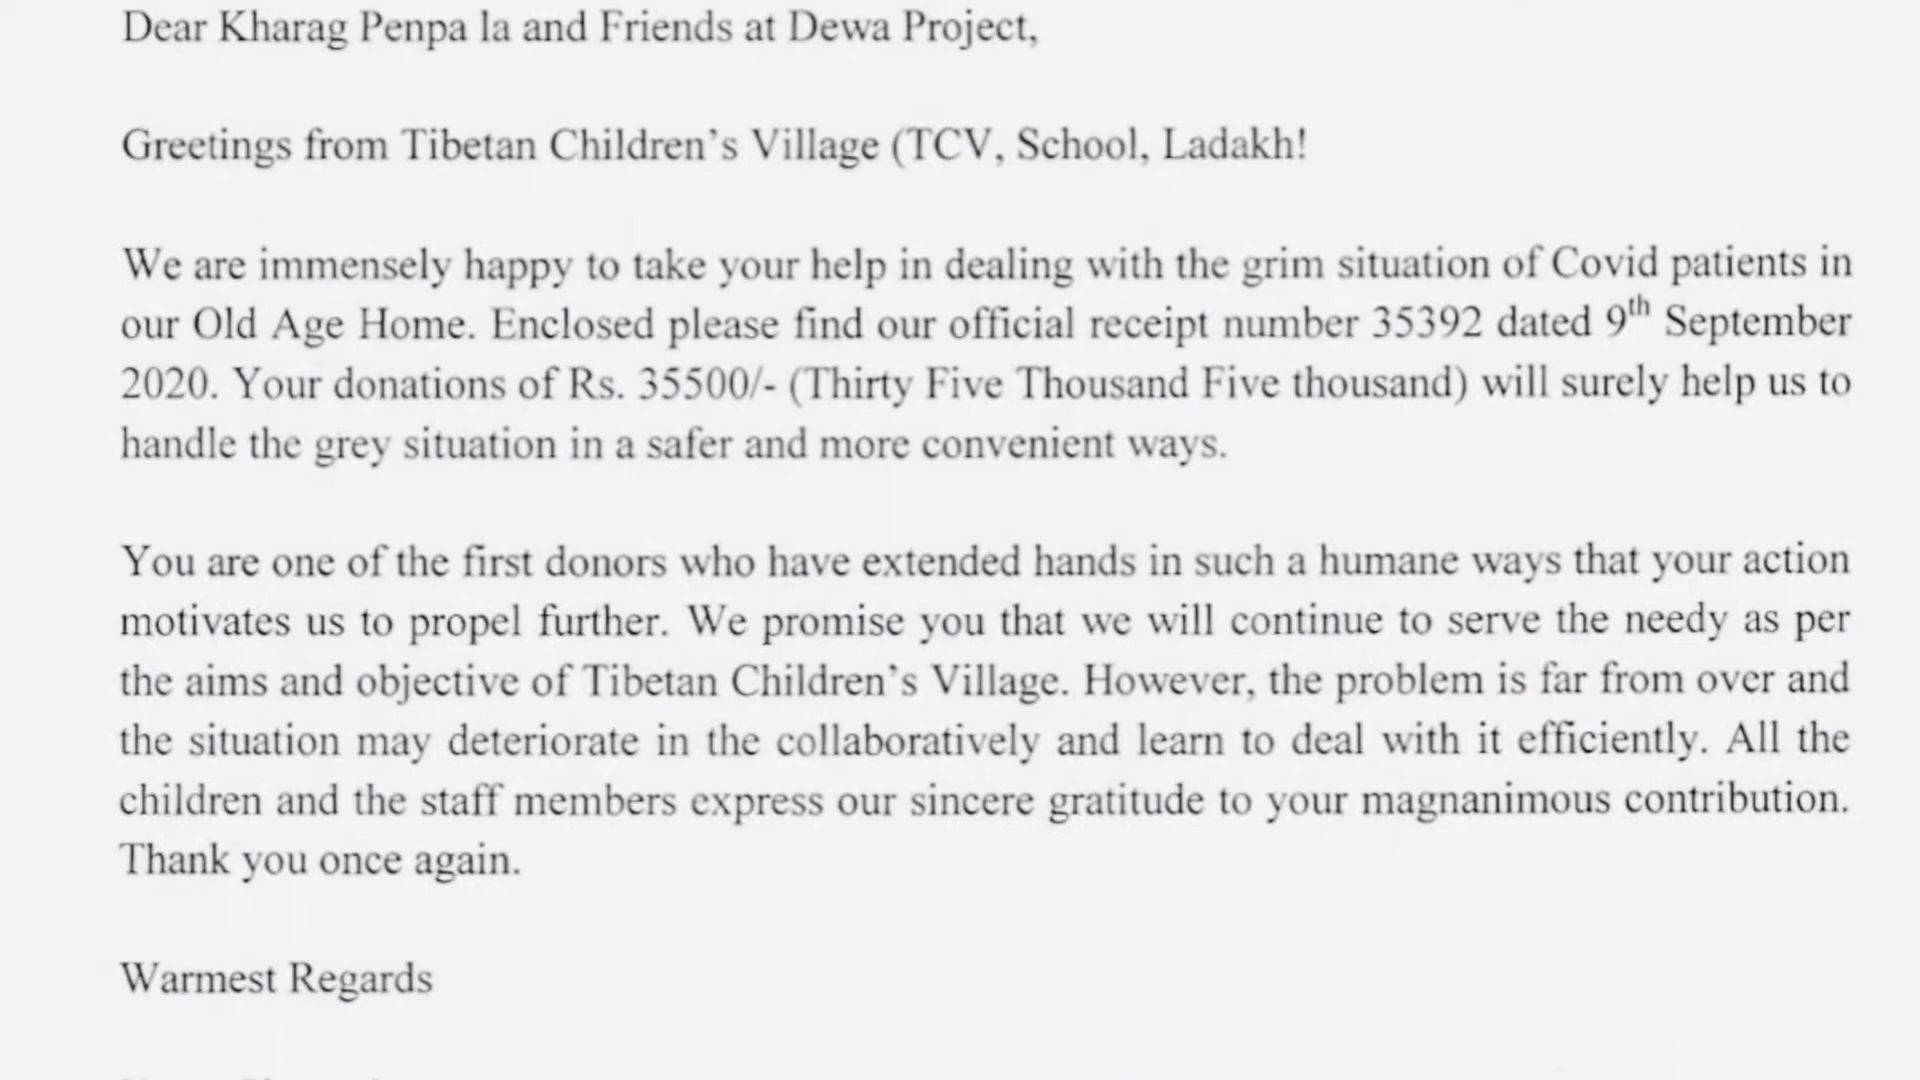 Dear Kharag Penpa la and Friends at Dewa Project,
Greetings from Tibetan Children's Village (TCV, School, Ladakh!
We are immensely happy to take your help in dealing with the grim situation of Covid patients in
our Old Age Home. Enclosed please find our official receipt number 35392 dated 9th September
2020. Your donations of Rs. 35500/- (Thirty Five Thousand Five thousand) will surely help us to
handle the grey situation in a safer and more convenient ways.
You are one of the first donors who have extended hands in such a humane ways that your action
motivates us to propel further. We promise you that we will continue to serve the needy as per
the aims and objective of Tibetan Children's Village. However, the problem is far from over and
the situation may deteriorate in the collaboratively and learn to deal with it efficiently. All the
children and the staff members express our sincere gratitude to your magnanimous contribution.
Thank you once again.
Warmest Regards